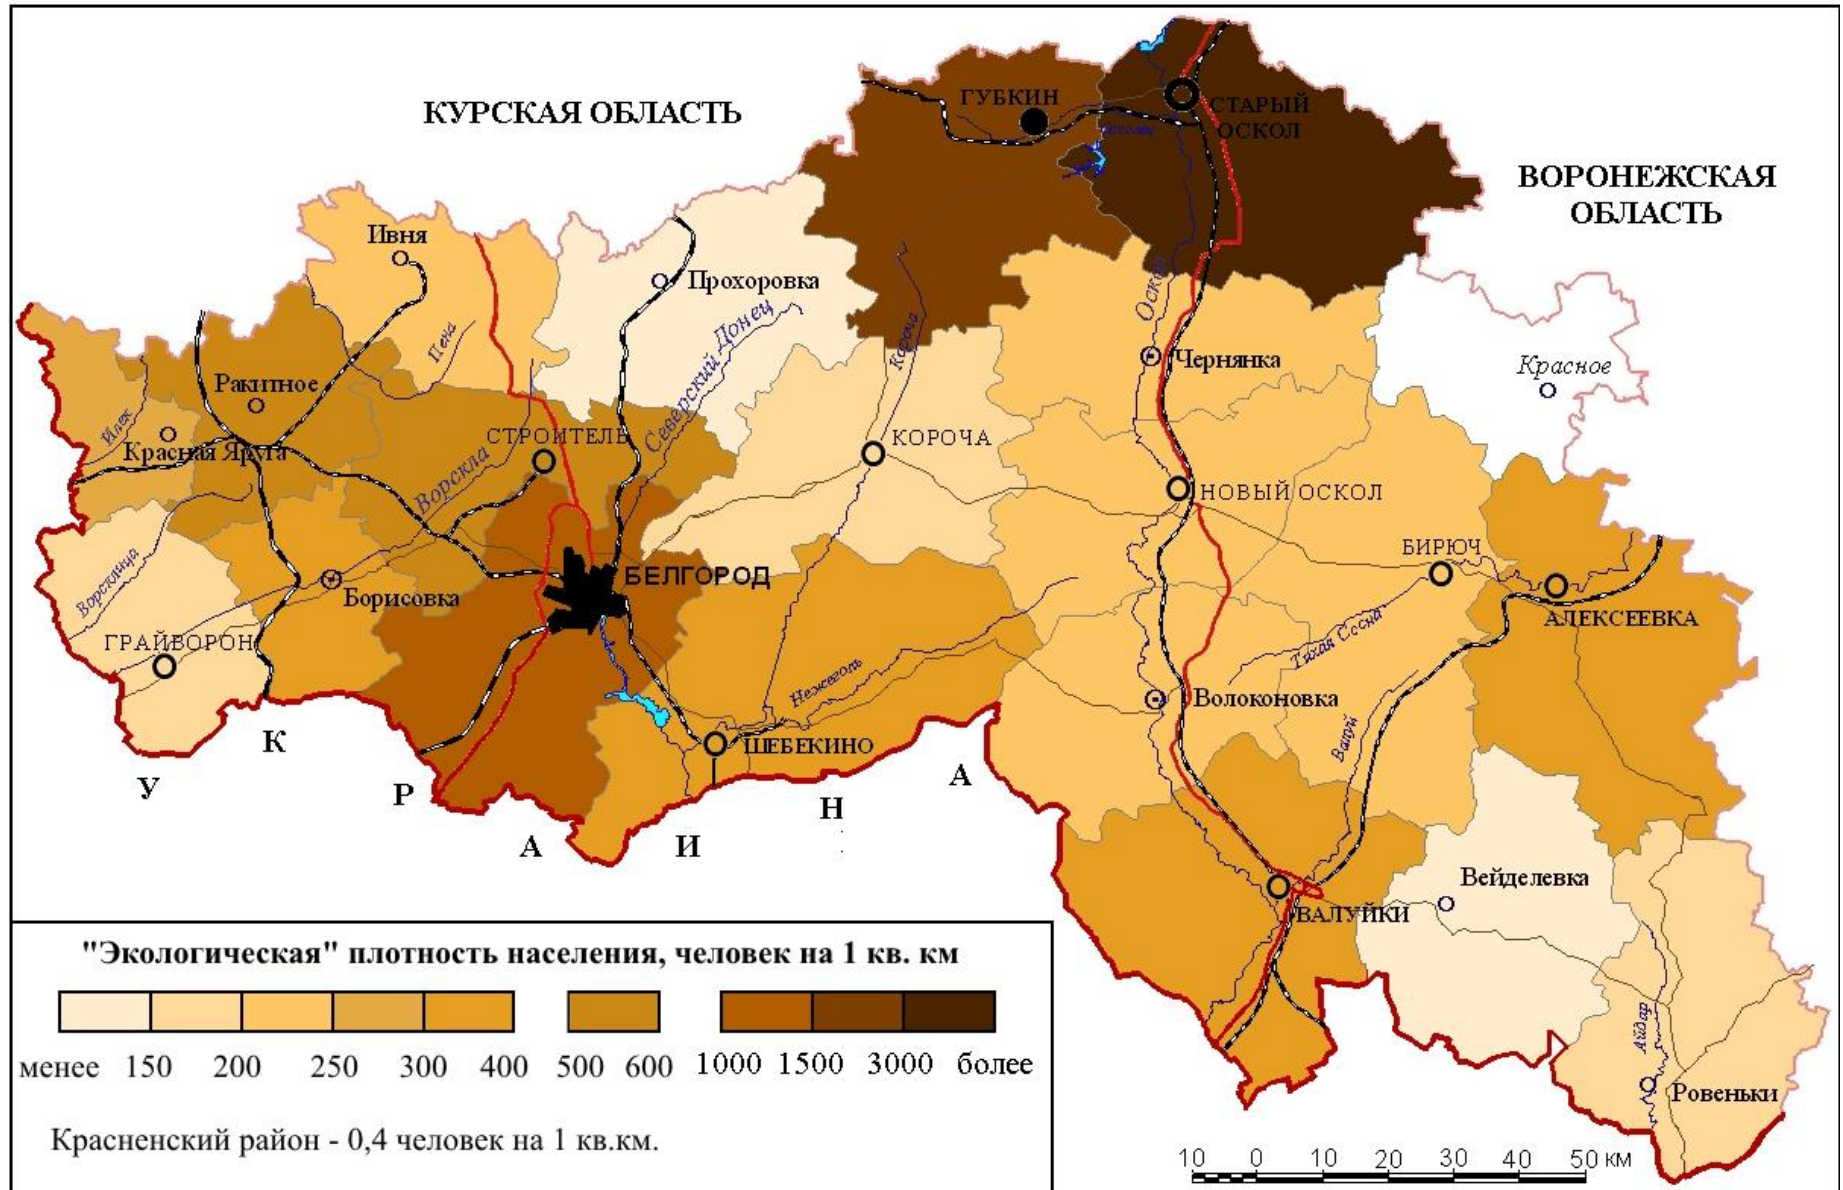 КУРСКАЯ ОБЛАСТЬ
ВОРОНЕЖСКАЯ
ОБЛАСТЬ
ГУБКИН
СТАРЫЙ
ОСКОЛ
Ивня
Прохоровка
Пена
Северский Донец
Короча
Оскол
Чернянка
Красное
Ракитное
Илек
Красная Яруга
СТРОИТЕЛЬ
Ворскла
КОРОЧА
НОВЫЙ ОСКОЛ
БИРЮЧ
АЛЕКСЕЕВКА
БЕЛГОРОД
Борисовка
Ворсклица
ГРАЙВОРОН
Тихая Сосна
Нежеголь
Волоконовка
Валуй
ШЕБЕКИНО
У К Р А И Н А
Вейделевка
ВАЛУЙКИ
Айдар
Ровеньки
"Экологическая" плотность населения, человек на 1 кв. км
менее 150 200 250 300 400 500 600 1000 1500 3000 более
Красненский район - 0,4 человек на 1 кв.км.
10 0 10 20 30 40 50 км